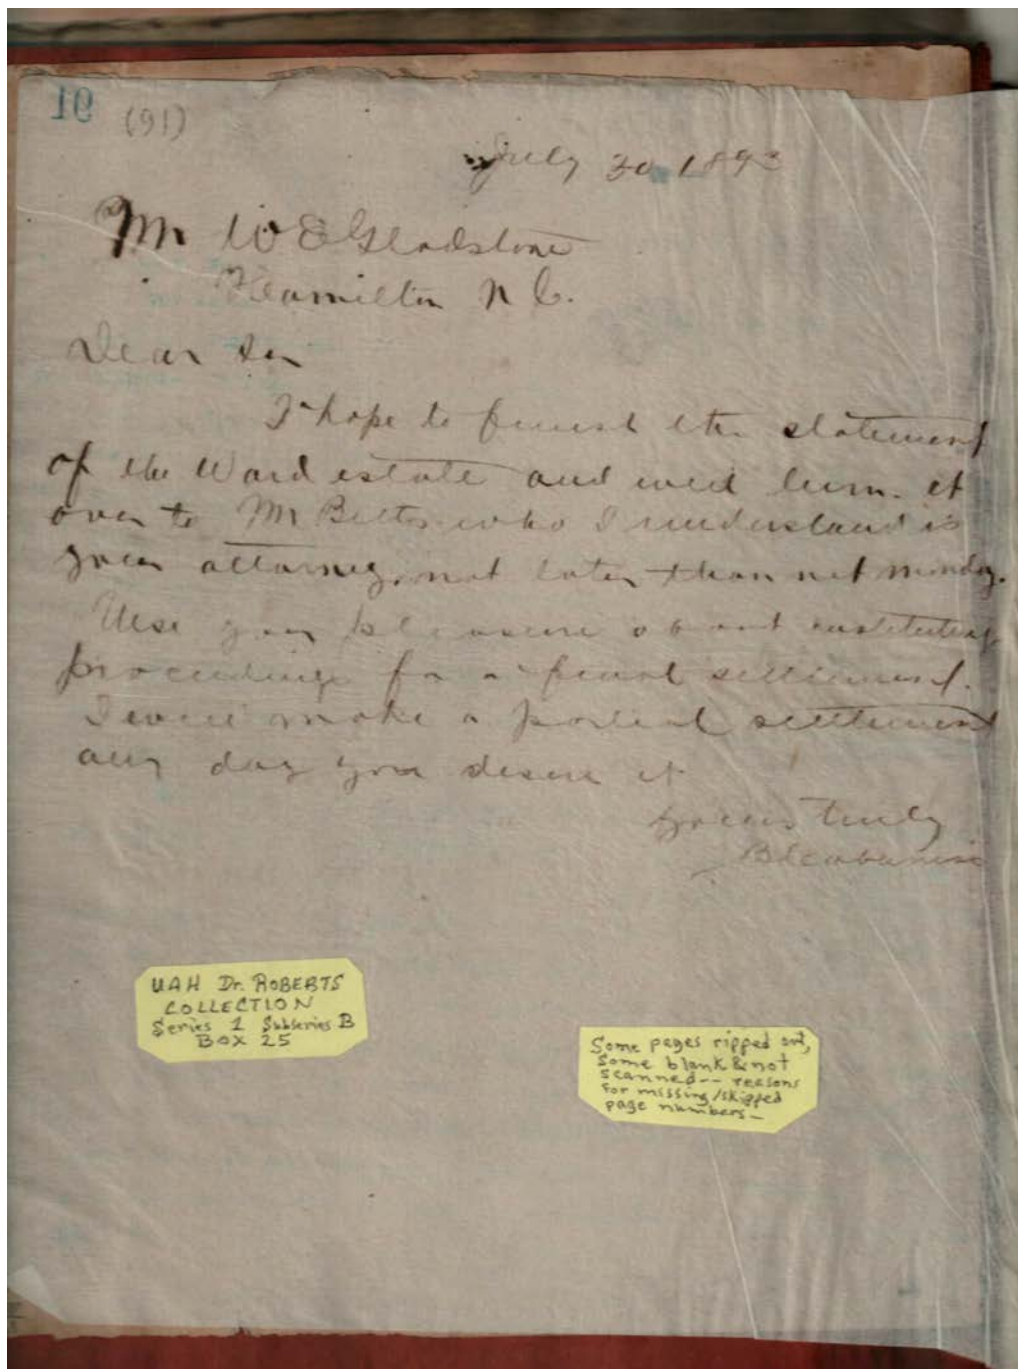 91 (91)
July 30 1892
Mr W E Gladstone
Hamilton N C.
Dear Sir
I hope to finish the statement
of the Ward estate and will turn it
over to Mr Betts who I understand is
your attorney, not later than net monday.
Use your pleasure about instituting
proceedings for a final settlement.
I will make a partial settlement
any day you desire it
Yours truly
B C Cabaniss
UAH Dr. ROBERTS
COLLECTION
Series 1 Subseries B
BOX 25
Some pages ripped out,
some blank & not
scanned -- reasons
for missing/skipped
page numbers _